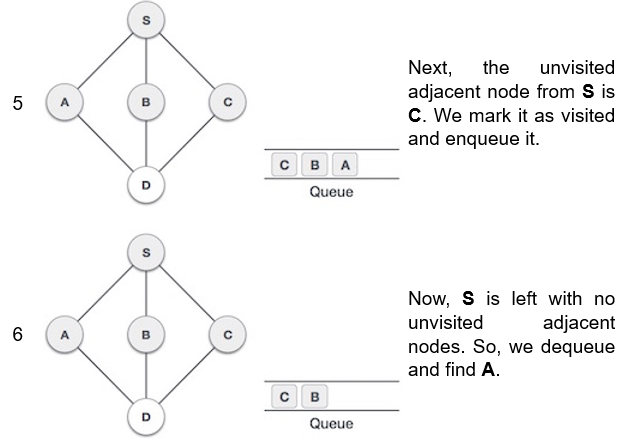 S
5
A
B
C
D
C B A
Queue
Next, the unvisited
adjacent node from S is
C. We mark it as visited
and enqueue it.
S
6
A
B
C
D
C B
Queue
Now, S is left with no
unvisited adjacent
nodes. So, we dequeue
and find A.